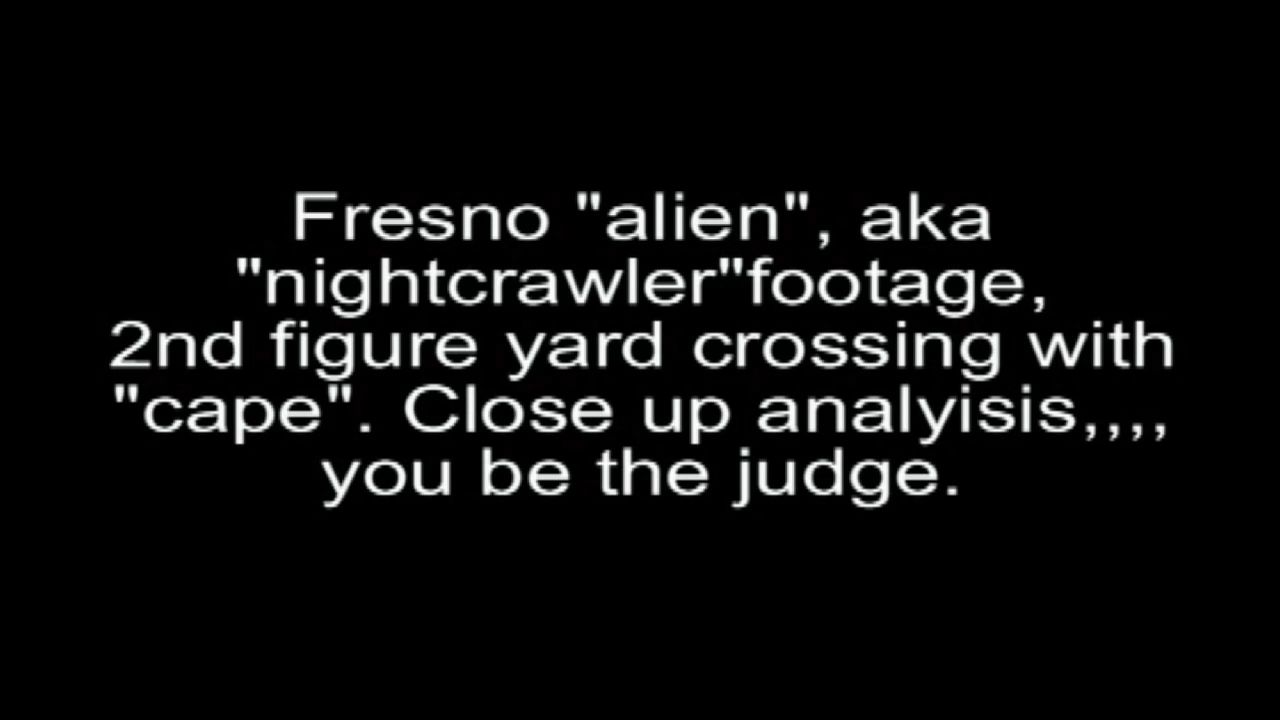 Fresno "alien", aka
"nightcrawler"footage,
2nd figure yard crossing with
"cape". Close up analyisis,,,,
you be the judge.